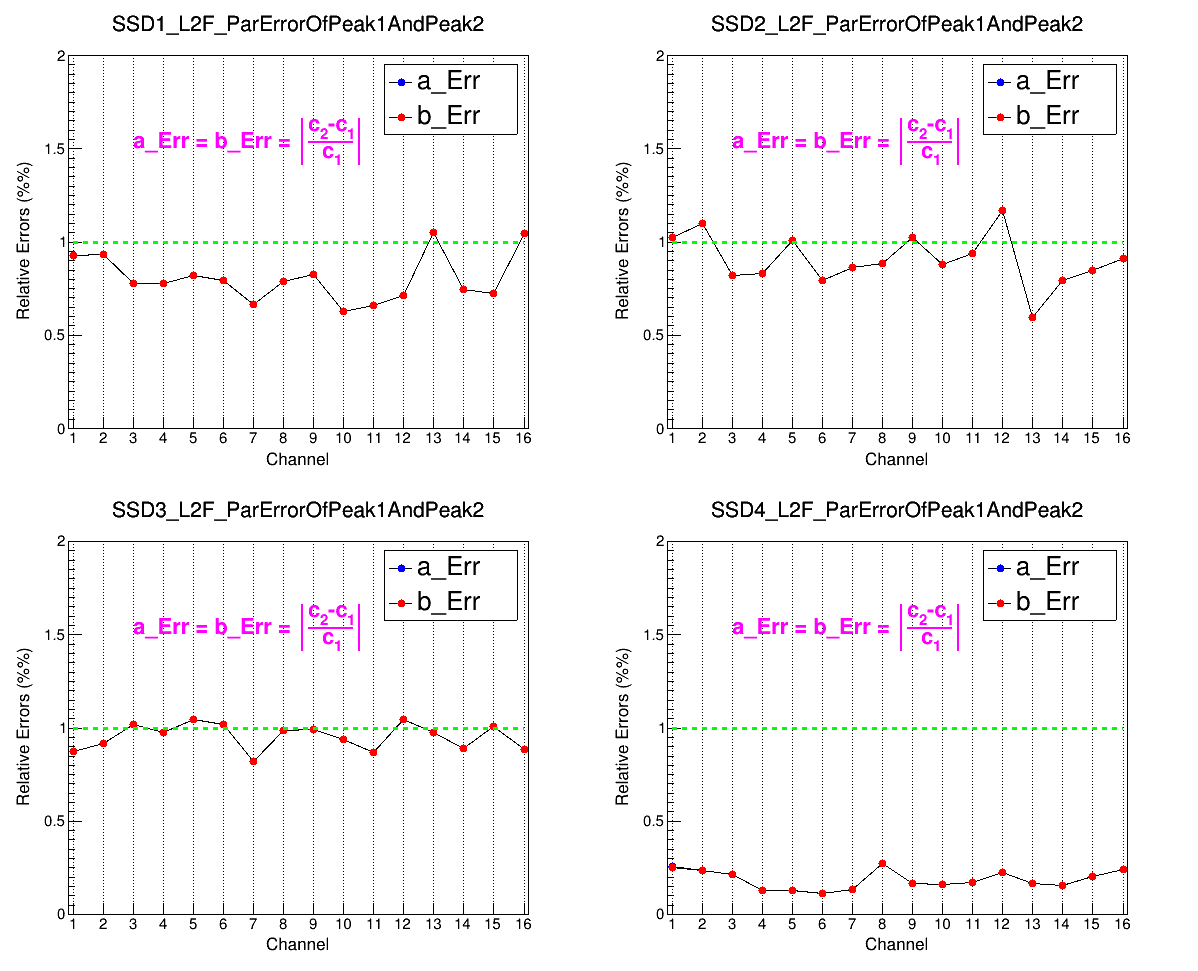 SSD1_L2F_ParErrorOfPeak1AndPeak2
2
1.5
1
0.5
0
Relative Errors (%%)
a_Err
b_Err
a_Err = b_Err = |c2-c1/c1|
1 2 3 4 5 6 7 8 9 10 11 12 13 14 15 16
Channel
SSD2_L2F_ParErrorOfPeak1AndPeak2
2
1.5
1
0.5
0
Relative Errors (%%)
a_Err
b_Err
a_Err = b_Err = |c2-c1/c1|
1 2 3 4 5 6 7 8 9 10 11 12 13 14 15 16
Channel
SSD3_L2F_ParErrorOfPeak1AndPeak2
2
1.5
1
0.5
0
Relative Errors (%%)
a_Err
b_Err
a_Err = b_Err = |c2-c1/c1|
1 2 3 4 5 6 7 8 9 10 11 12 13 14 15 16
Channel
SSD4_L2F_ParErrorOfPeak1AndPeak2
2
1.5
1
0.5
0
Relative Errors (%%)
a_Err
b_Err
a_Err = b_Err = |c2-c1/c1|
1 2 3 4 5 6 7 8 9 10 11 12 13 14 15 16
Channel